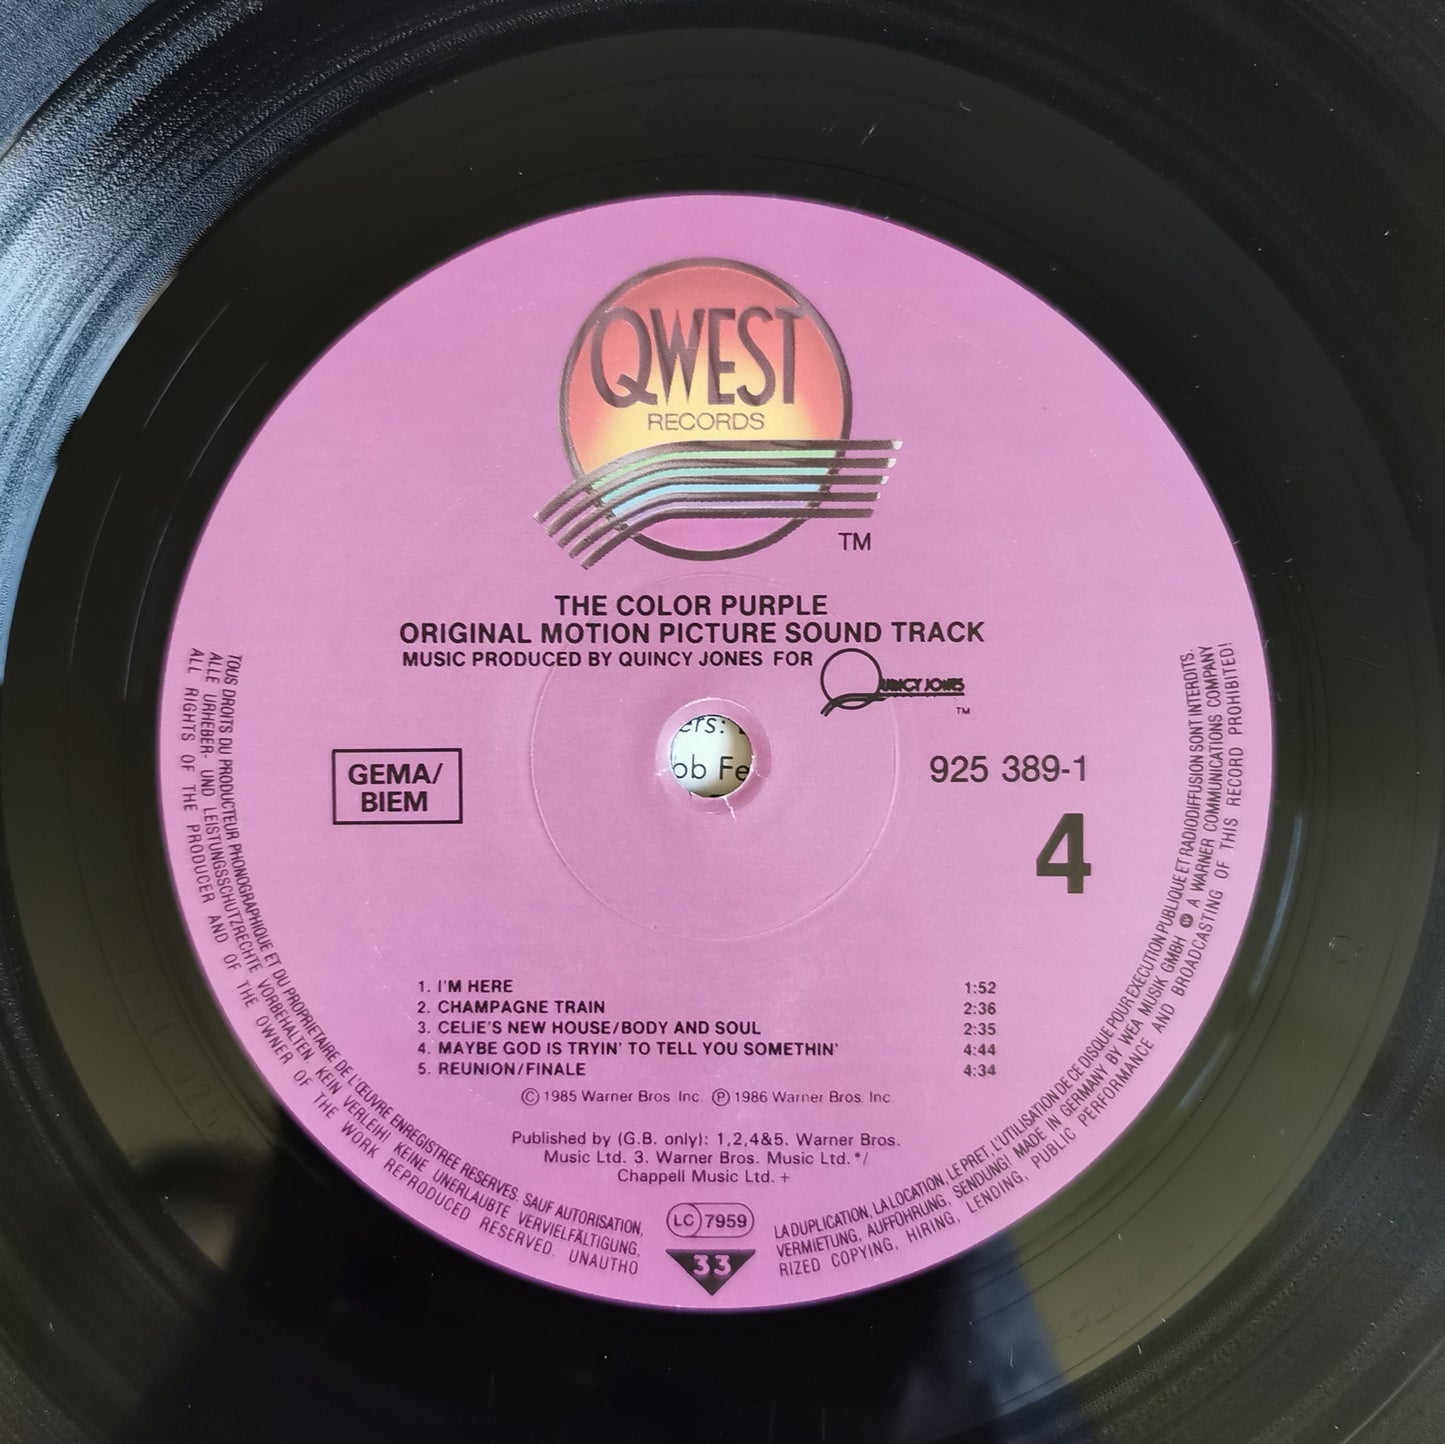 QWEST
RECORDS
TM
THE COLOR PURPLE
ORIGINAL MOTION PICTURE SOUND TRACK
MUSIC PRODUCED BY QUINCY JONES FOR
QUINCY JONES
TM
ers:
ob Fe
GEMA/
BIEM
925 389-1
4
1. I'M HERE 1:52
2. CHAMPAGNE TRAIN 2:36
3. CELIE'S NEW HOUSE/BODY AND SOUL 2:35
4. MAYBE GOD IS TRYIN' TO TELL YOU SOMETHIN' 4:44
5. REUNION/FINALE 4:34
Ⓒ 1985 Warner Bros. Inc. Ⓟ 1986 Warner Bros. Inc.
Published by (G.B. only): 1,2,4&5. Warner Bros.
Music Ltd. 3. Warner Bros. Music Ltd.*/
Chappell Music Ltd. +
LC 7959
33
TOUS DROITS DU PRODUCTEUR PHONOGRAPHIQUE ET DU PROPRIETAIRE DE L'ŒUVRE ENREGISTREE RESERVES. SAUF AUTORISATION, LA DUPLICATION, LA LOCATION, LE PRET, L'UTILISATION DE CE DISQUE POUR EXECUTION PUBLIQUE ET RADIODIFFUSION SONT INTERDITS.
ALLE URHEBER- UND LEISTUNGSSCHUTZRECHTE VORBEHALTEN KEIN VERLEIH! KEINE UNERLAUBTE VERVIELFÄLTIGUNG, VERMIETUNG, AUFFÜHRUNG, SENDUNG! MADE IN GERMANY BY WEA MUSIK GMBH A WARNER COMMUNICATIONS COMPANY
ALL RIGHTS OF THE PRODUCER AND OF THE OWNER OF THE WORK REPRODUCED RESERVED. UNAUTHORIZED COPYING, HIRING, LENDING, PUBLIC PERFORMANCE AND BROADCASTING OF THIS RECORD PROHIBITED!